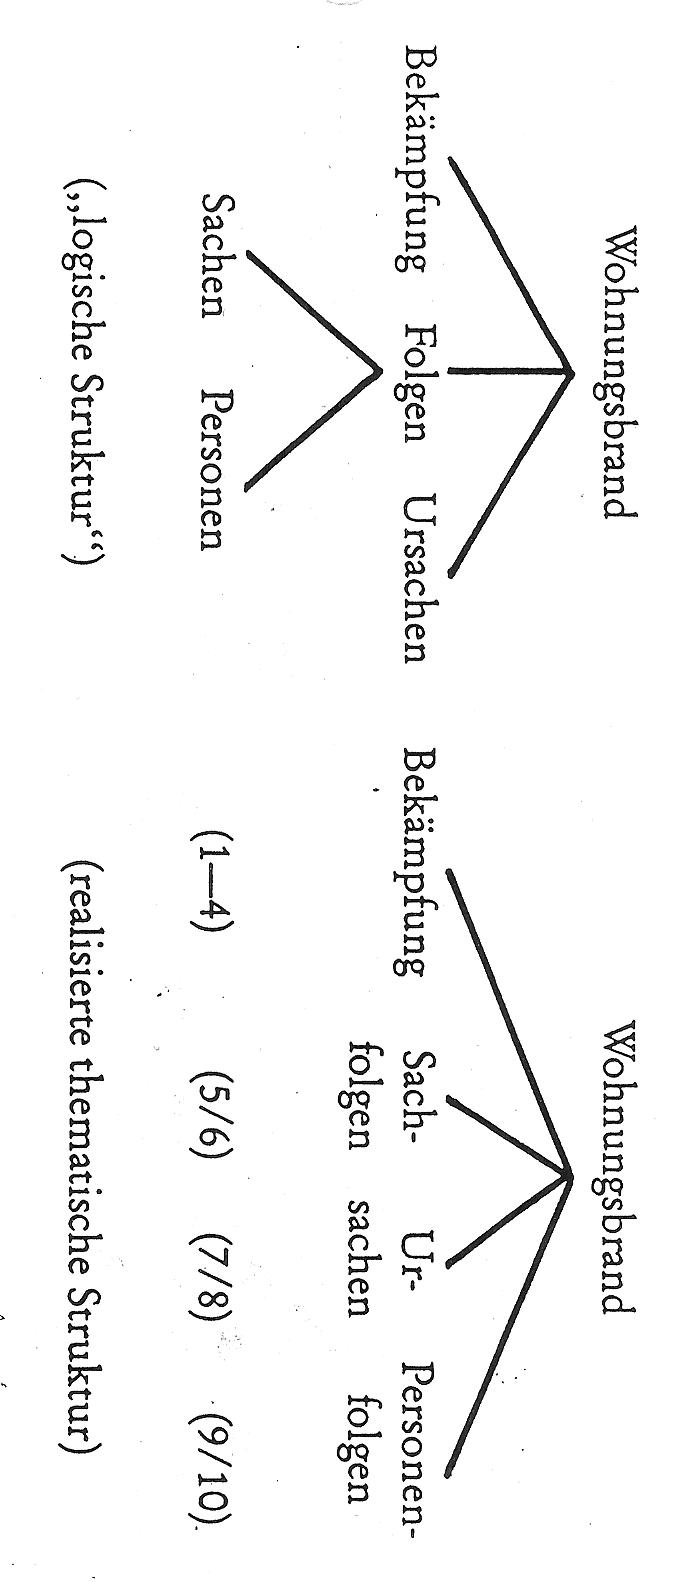 Wohnungsbrand
Bekämpfung Folgen Ursachen
Sachen Personen
(„logische Struktur“)
Wohnungsbrand
Bekämpfung Sach- Ur- Personen-
folgen sachen folgen
(1—4) (5/6) (7/8) (9/10)
(realisierte thematische Struktur)